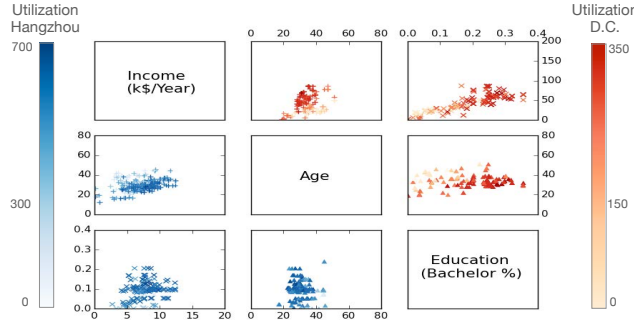 Utilization
Hangzhou
Utilization
D.C.
0 20 40 60 80
0.0 0.1 0.2 0.3 0.4
700
300
0
350
150
0
Income
(k$/Year)
200
150
100
50
0
80
60
40
20
0
Age
80
60
40
20
0
0.4
0.3
0.2
0.1
0.0
Education
(Bachelor %)
0 5 10 15 20
0 20 40 60 80